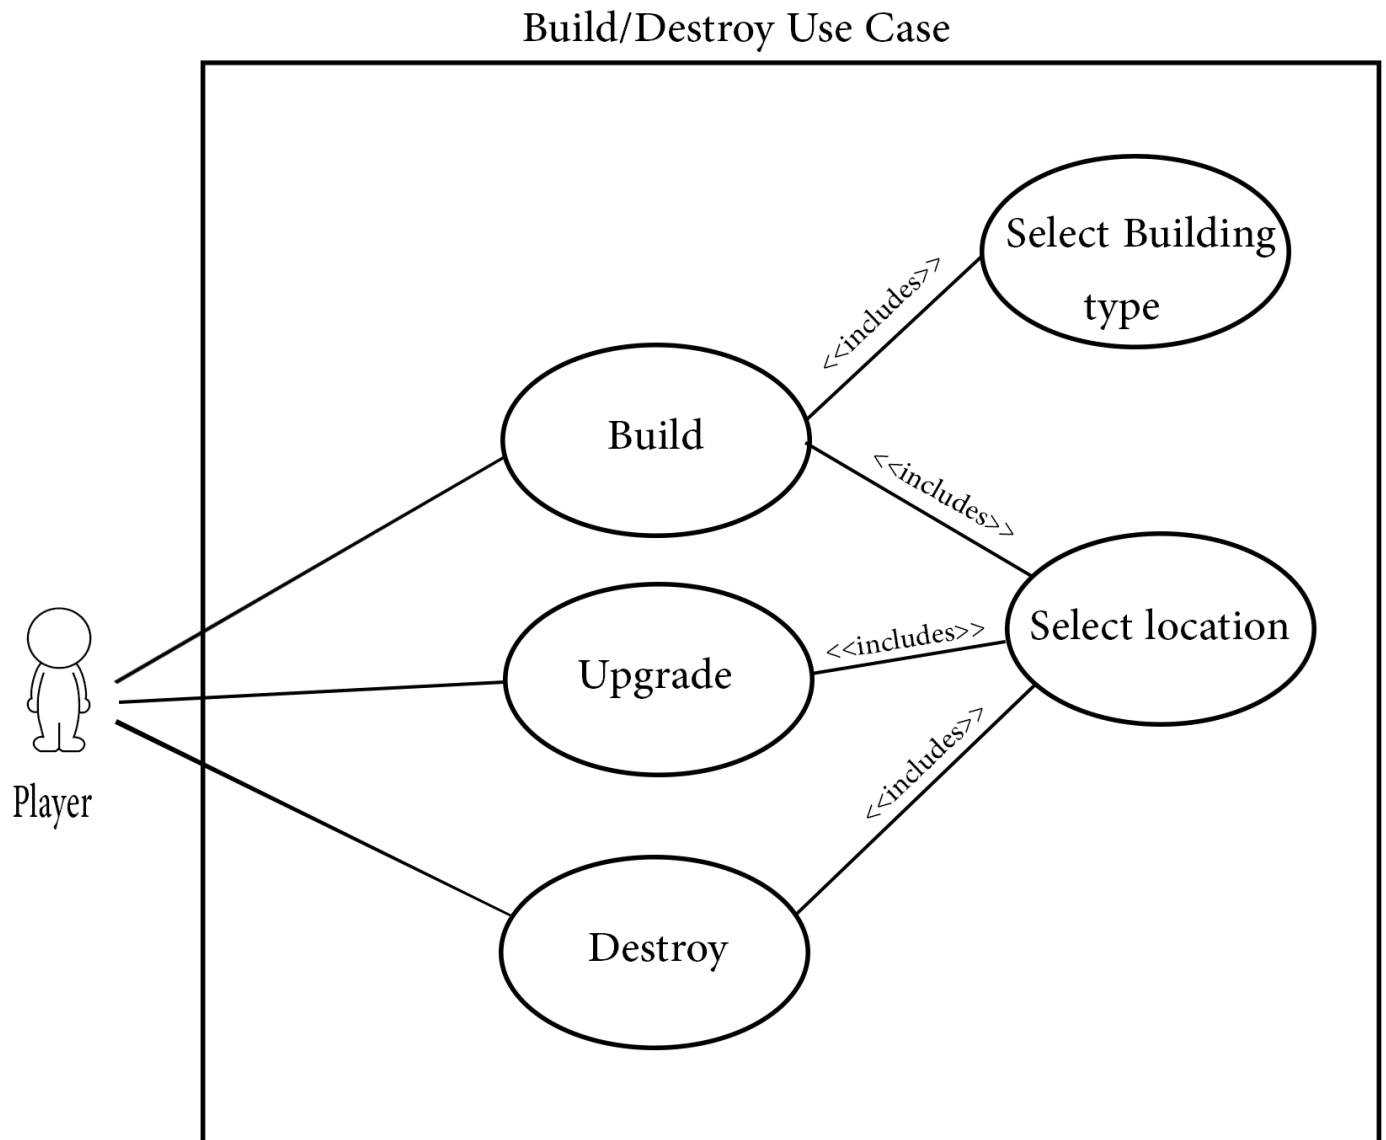 Build/Destroy Use Case
Select Building
type
<<includes>>
Build
<<includes>>
Select location
<<includes>>
Upgrade
<<includes>>
Player
Destroy